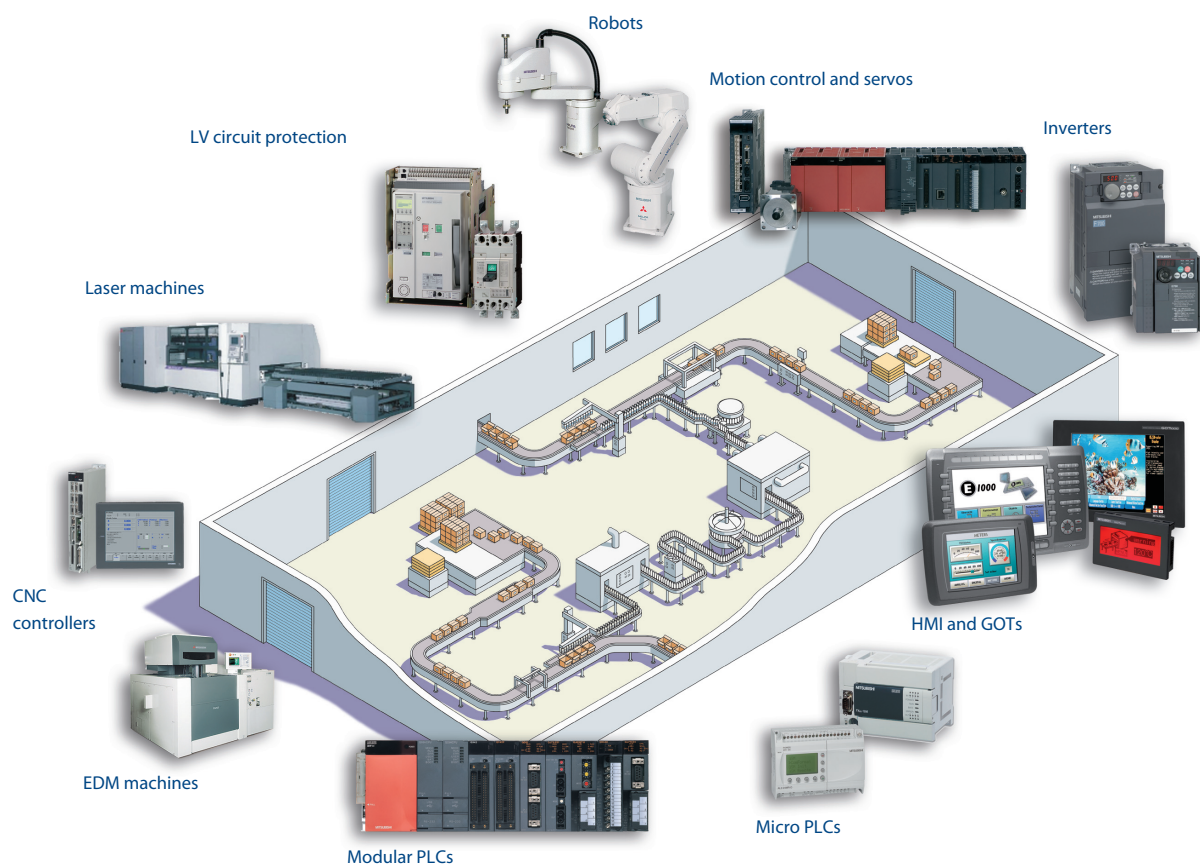 Robots
Motion control and servos
LV circuit protection
Inverters
Laser machines
E1000
CNC
controllers
HMI and GOTs
EDM machines
Micro PLCs
Modular PLCs